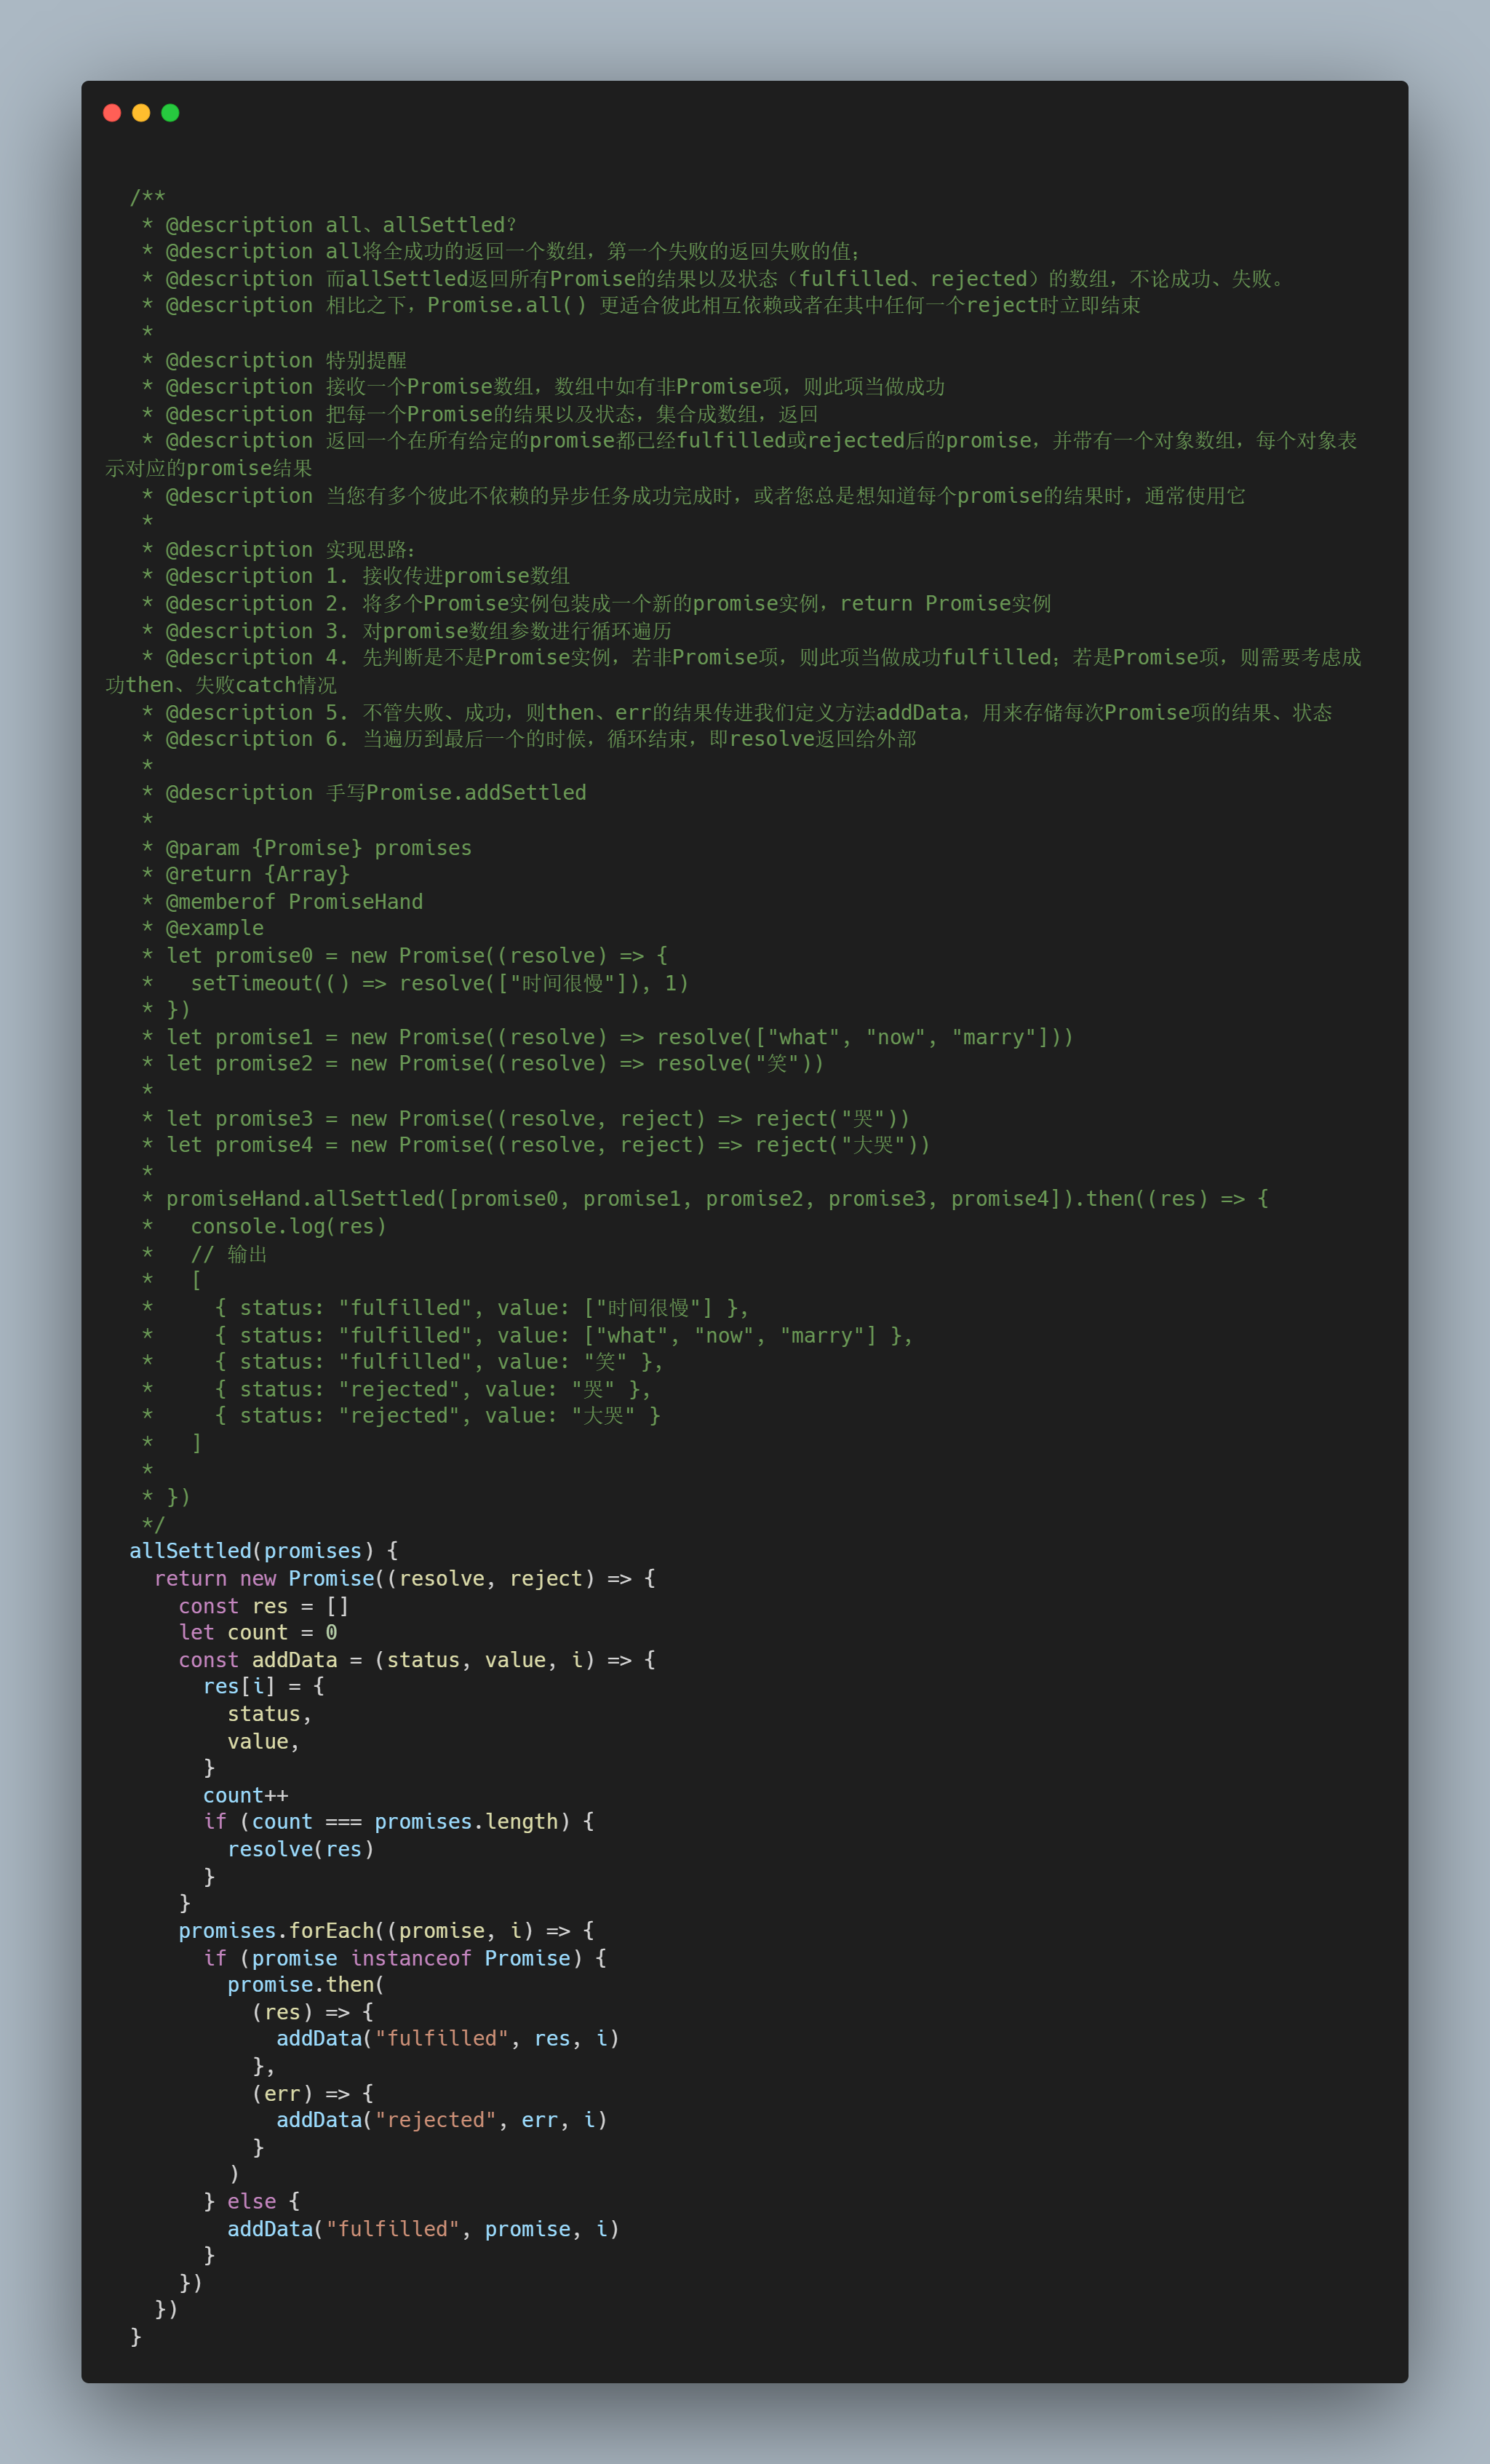 /**
 * @description all、allSettled？
 * @description all将全成功的返回一个数组，第一个失败的返回失败的值；
 * @description 而allSettled返回所有Promise的结果以及状态（fulfilled、rejected）的数组，不论成功、失败。
 * @description 相比之下，Promise.all() 更适合彼此相互依赖或者在其中任何一个reject时立即结束
 *
 * @description 特别提醒
 * @description 接收一个Promise数组，数组中如有非Promise项，则此项当做成功
 * @description 把每一个Promise的结果以及状态，集合成数组，返回
 * @description 返回一个在所有给定的promise都已经fulfilled或rejected后的promise，并带有一个对象数组，每个对象表
示对应的promise结果
 * @description 当您有多个彼此不依赖的异步任务成功完成时，或者您总是想知道每个promise的结果时，通常使用它
 *
 * @description 实现思路：
 * @description 1. 接收传进promise数组
 * @description 2. 将多个Promise实例包装成一个新的promise实例，return Promise实例
 * @description 3. 对promise数组参数进行循环遍历
 * @description 4. 先判断是不是Promise实例，若非Promise项，则此项当做成功fulfilled；若是Promise项，则需要考虑成
功then、失败catch情况
 * @description 5. 不管失败、成功，则then、err的结果传进我们定义方法addData，用来存储每次Promise项的结果、状态
 * @description 6. 当遍历到最后一个的时候，循环结束，即resolve返回给外部
 *
 * @description 手写Promise.addSettled
 *
 * @param {Promise} promises
 * @return {Array}
 * @memberof PromiseHand
 * @example
 * let promise0 = new Promise((resolve) => {
 *   setTimeout(() => resolve(["时间很慢"]), 1)
 * })
 * let promise1 = new Promise((resolve) => resolve(["what", "now", "marry"]))
 * let promise2 = new Promise((resolve) => resolve("笑"))
 *
 * let promise3 = new Promise((resolve, reject) => reject("哭"))
 * let promise4 = new Promise((resolve, reject) => reject("大哭"))
 *
 * promiseHand.allSettled([promise0, promise1, promise2, promise3, promise4]).then((res) => {
 *   console.log(res)
 *   // 输出
 *   [
 *     { status: "fulfilled", value: ["时间很慢"] },
 *     { status: "fulfilled", value: ["what", "now", "marry"] },
 *     { status: "fulfilled", value: "笑" },
 *     { status: "rejected", value: "哭" },
 *     { status: "rejected", value: "大哭" }
 *   ]
 *
 * })
 */
allSettled(promises) {
  return new Promise((resolve, reject) => {
    const res = []
    let count = 0
    const addData = (status, value, i) => {
      res[i] = {
        status,
        value,
      }
      count++
      if (count === promises.length) {
        resolve(res)
      }
    }
    promises.forEach((promise, i) => {
      if (promise instanceof Promise) {
        promise.then(
          (res) => {
            addData("fulfilled", res, i)
          },
          (err) => {
            addData("rejected", err, i)
          }
        )
      } else {
        addData("fulfilled", promise, i)
      }
    })
  })
}